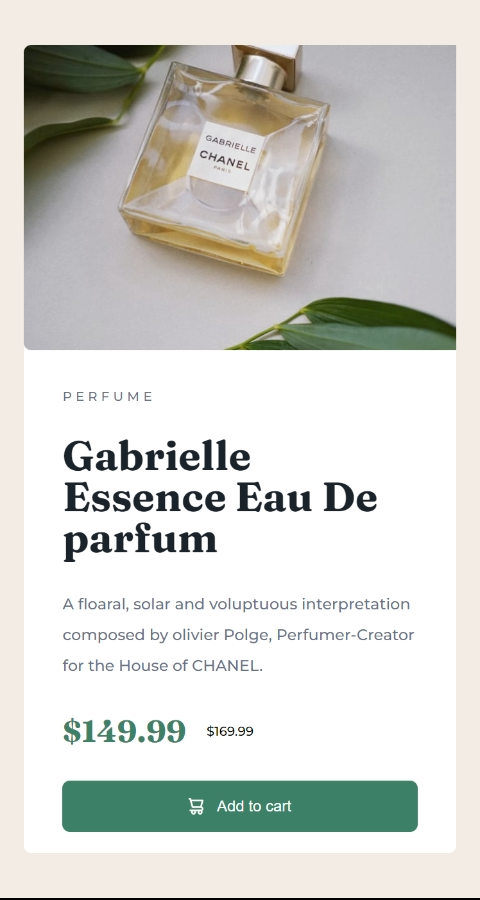 GABRIELLE
CHANEL
PARIS
PERFUME
Gabrielle
Essence Eau De
parfum
A floaral, solar and voluptuous interpretation
composed by olivier Polge, Perfumer-Creator
for the House of CHANEL.
$149.99 $169.99
Add to cart